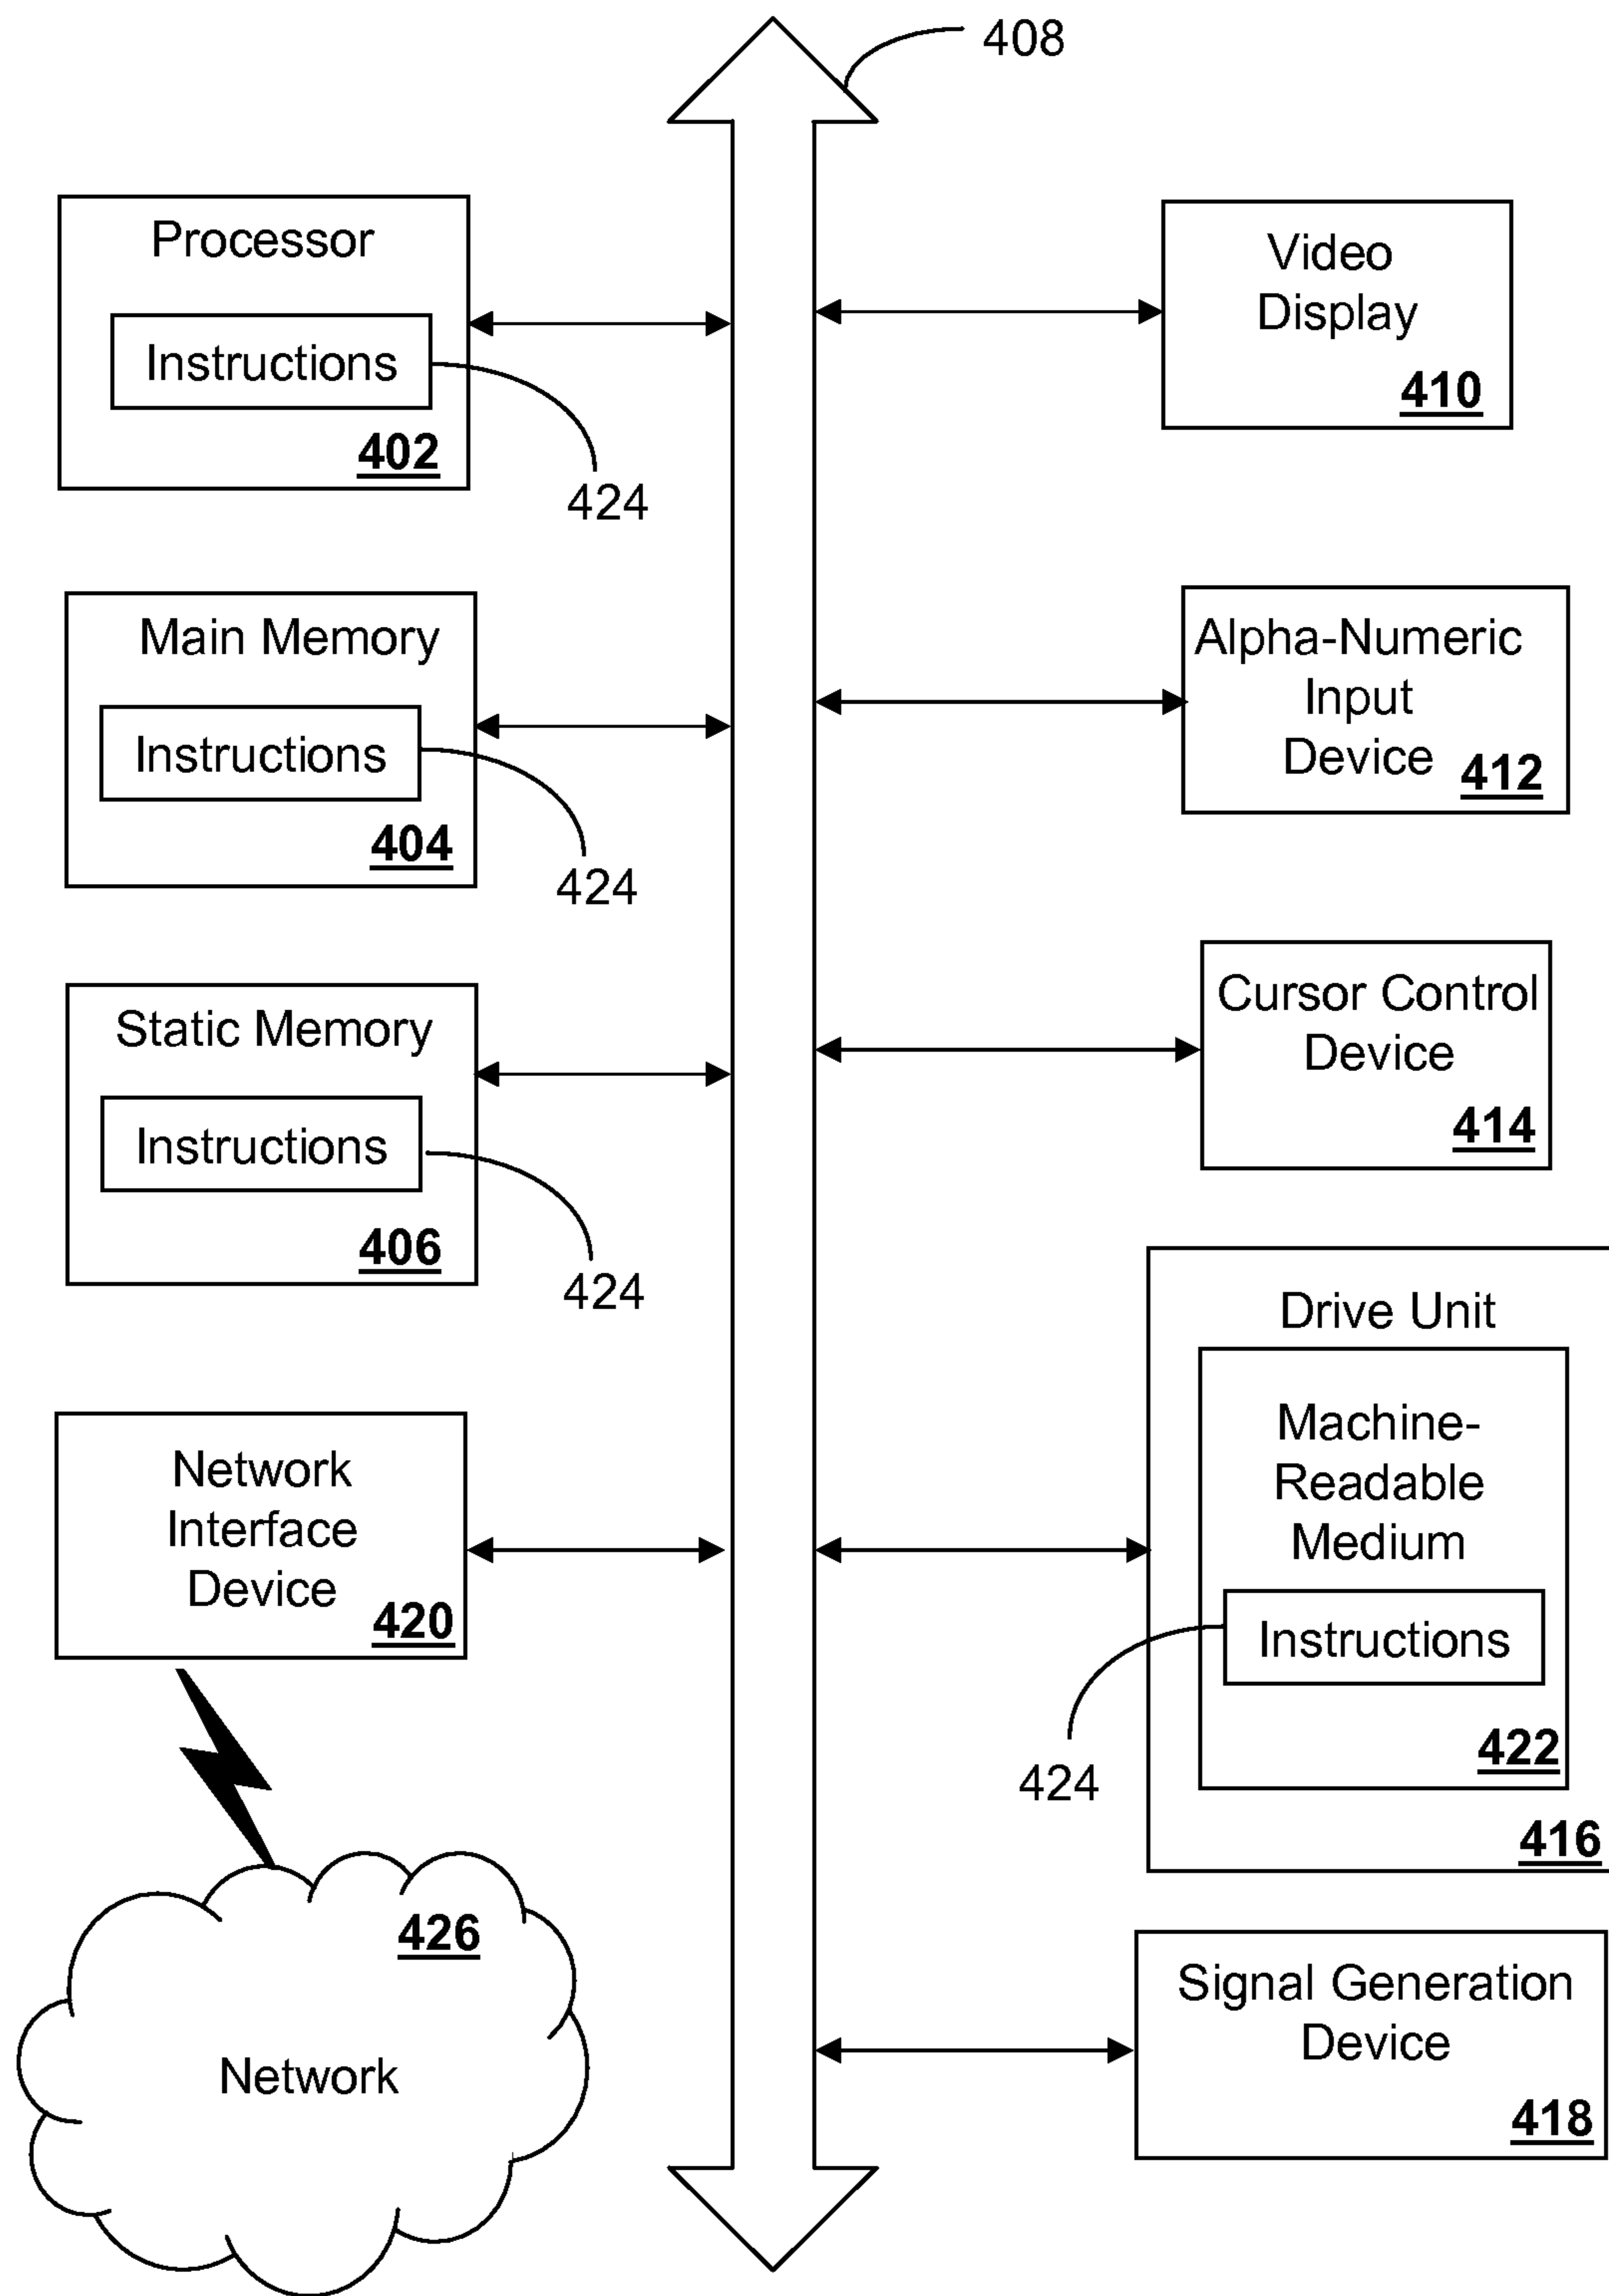 408
Processor
Instructions
402
424
Main Memory
Instructions
404
424
Static Memory
Instructions
406
424
Network
Interface
Device
420
426
Network
Video
Display
410
Alpha-Numeric
Input
Device
412
Cursor Control
Device
414
Drive Unit
Machine-
Readable
Medium
Instructions
422
424
416
Signal Generation
Device
418